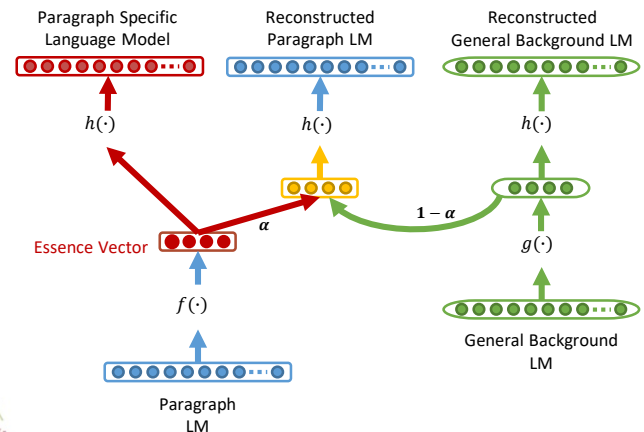 Paragraph Specific
Language Model
Reconstructed
Paragraph LM
Reconstructed
General Background LM
h(·)
h(·)
h(·)
α
1 − α
Essence Vector
g(·)
f(·)
General Background
LM
Paragraph
LM